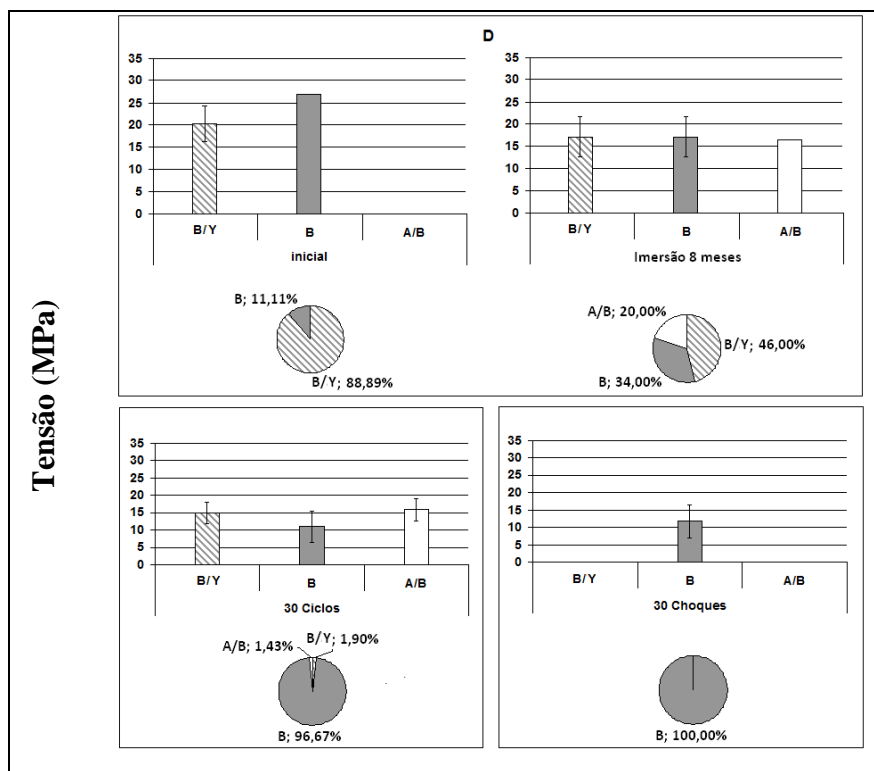 Tensão (MPa)
D
35
30
25
20
15
10
5
0
B/Y B A/B
inicial
B; 11,11%
B/Y; 88,89%
35
30
25
20
15
10
5
0
B/Y B A/B
Imersão 8 meses
A/B; 20,00%
B/Y; 46,00%
B; 34,00%
35
30
25
20
15
10
5
0
B/Y B A/B
30 Ciclos
B/Y; 1,90%
A/B; 1,43%
B; 96,67%
35
30
25
20
15
10
5
0
B/Y B A/B
30 Choques
B; 100,00%